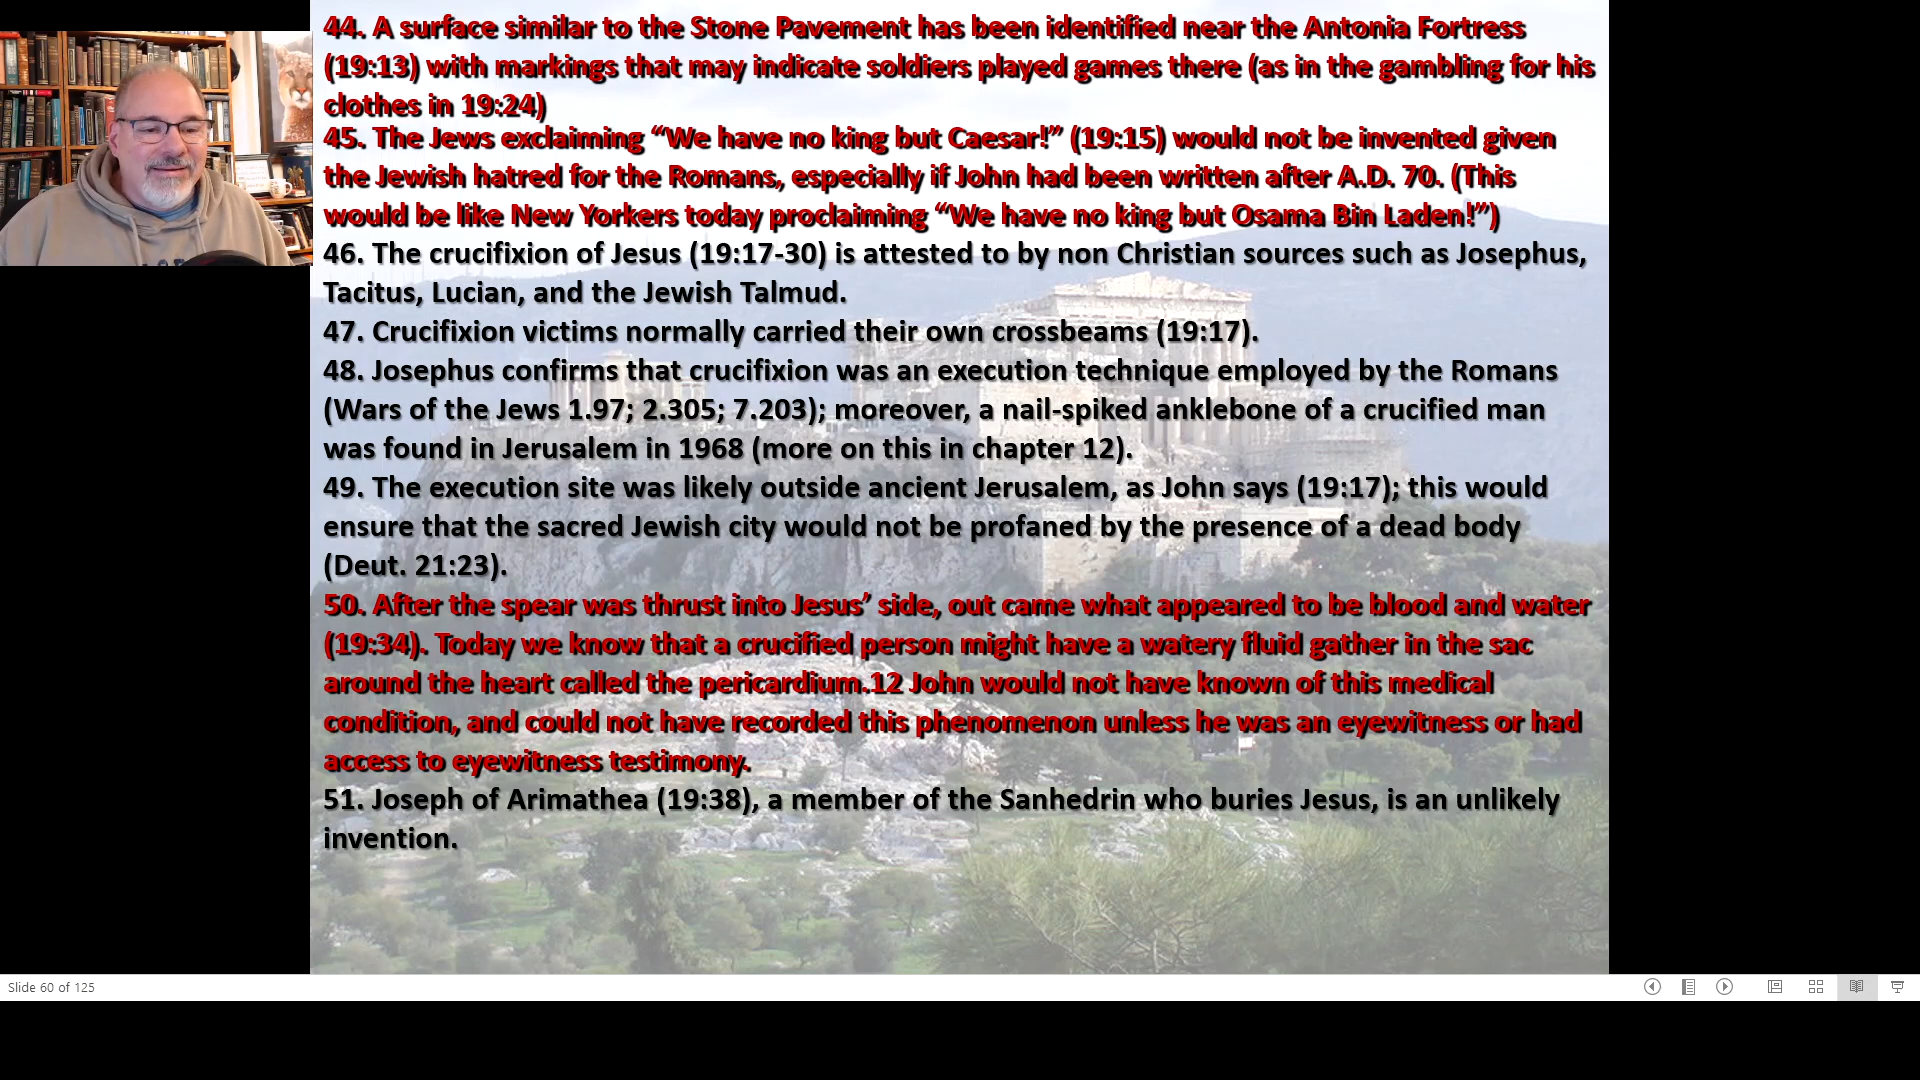 44. A surface similar to the Stone Pavement has been identified near the Antonia Fortress
(19:13) with markings that may indicate soldiers played games there (as in the gambling for his
clothes in 19:24)
45. The Jews exclaiming “We have no king but Caesar!” (19:15) would not be invented given
the Jewish hatred for the Romans, especially if John had been written after A.D. 70. (This
would be like New Yorkers today proclaiming “We have no king but Osama Bin Laden!”)
46. The crucifixion of Jesus (19:17-30) is attested to by non Christian sources such as Josephus,
Tacitus, Lucian, and the Jewish Talmud.
47. Crucifixion victims normally carried their own crossbeams (19:17).
48. Josephus confirms that crucifixion was an execution technique employed by the Romans
(Wars of the Jews 1.97; 2.305; 7.203); moreover, a nail-spiked anklebone of a crucified man
was found in Jerusalem in 1968 (more on this in chapter 12).
49. The execution site was likely outside ancient Jerusalem, as John says (19:17); this would
ensure that the sacred Jewish city would not be profaned by the presence of a dead body
(Deut. 21:23).
50. After the spear was thrust into Jesus’ side, out came what appeared to be blood and water
(19:34). Today we know that a crucified person might have a watery fluid gather in the sac
around the heart called the pericardium.12 John would not have known of this medical
condition, and could not have recorded this phenomenon unless he was an eyewitness or had
access to eyewitness testimony.
51. Joseph of Arimathea (19:38), a member of the Sanhedrin who buries Jesus, is an unlikely
invention.
Slide 60 of 125